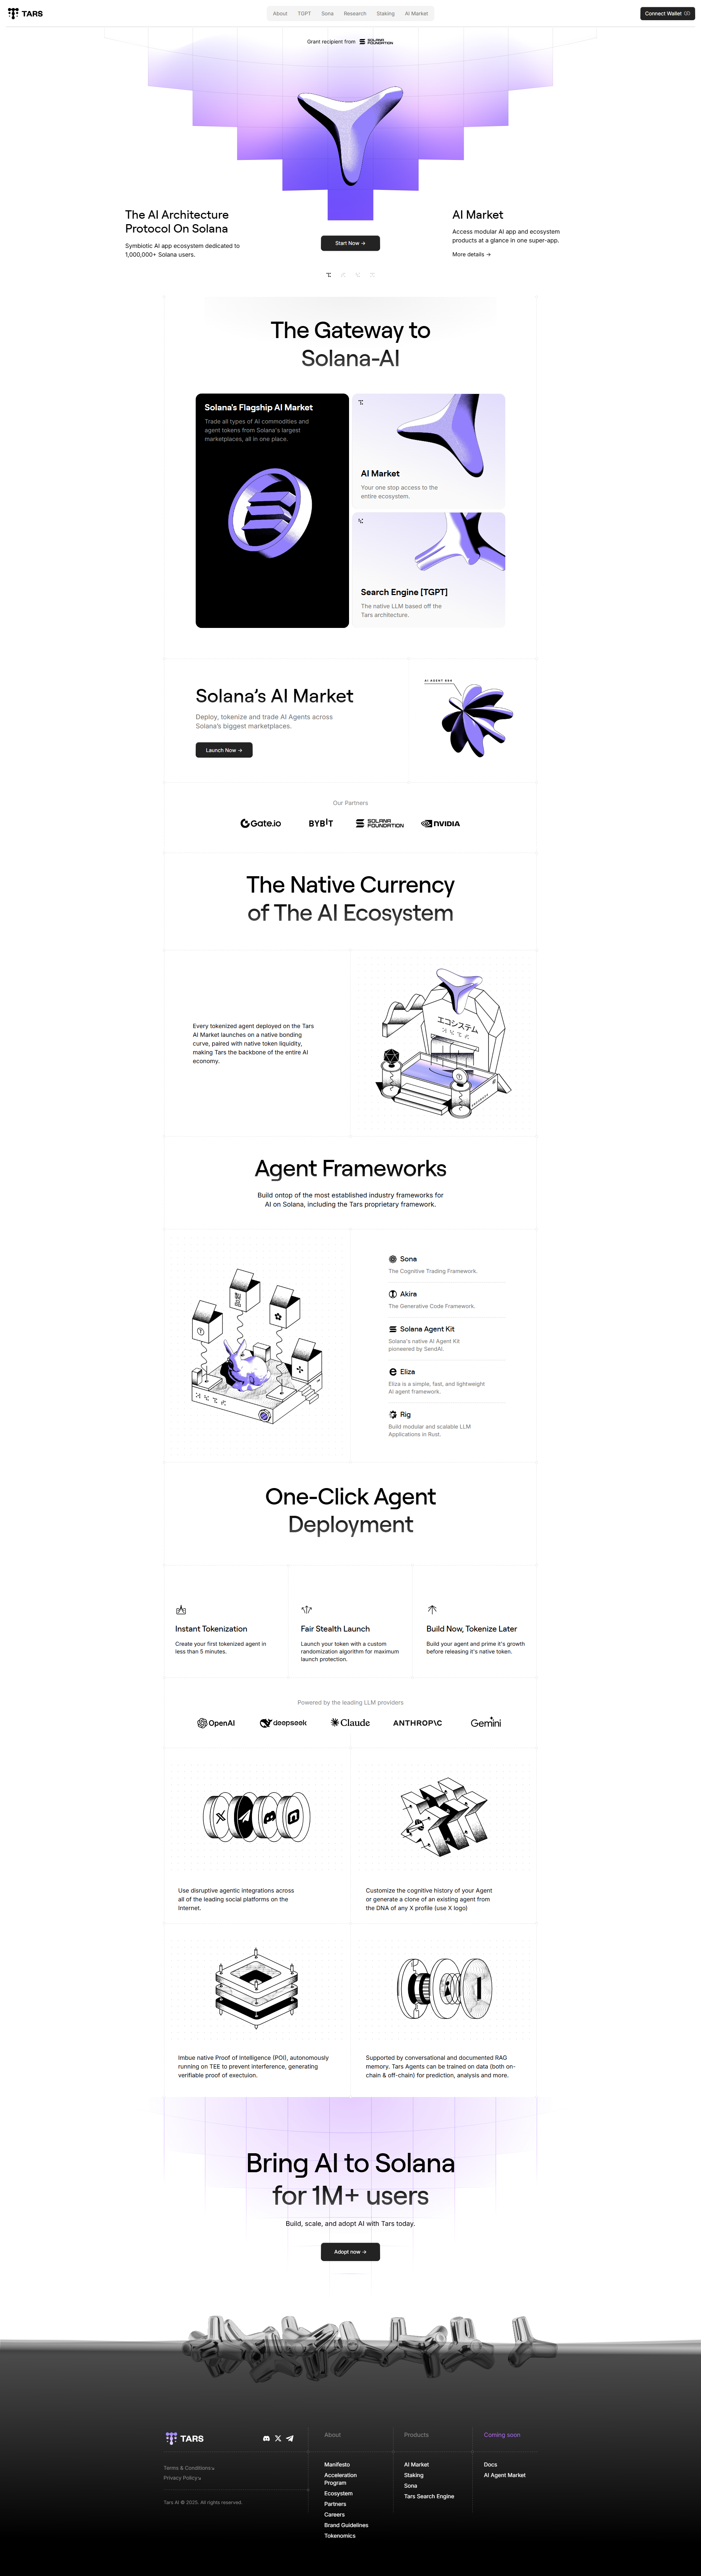 TARS
About TGPT Sona Research Staking AI Market
Connect Wallet
Grant recipient from SOLANA FOUNDATION
The AI Architecture
Protocol On Solana
Symbiotic AI app ecosystem dedicated to
1,000,000+ Solana users.
Start Now →
AI Market
Access modular AI app and ecosystem
products at a glance in one super-app.
More details →
The Gateway to
Solana-AI
Solana's Flagship AI Market
Trade all types of AI commodities and
agent tokens from Solana's largest
marketplaces, all in one place.
AI Market
Your one stop access to the
entire ecosystem.
Search Engine [TGPT]
The native LLM based off the
Tars architecture.
Solana’s AI Market
Deploy, tokenize and trade AI Agents across
Solana’s biggest marketplaces.
Launch Now →
AI AGENT ERA
Our Partners
Gate.io BYBIT SOLANA FOUNDATION NVIDIA
The Native Currency
of The AI Ecosystem
Every tokenized agent deployed on the Tars
AI Market launches on a native bonding
curve, paired with native token liquidity,
making Tars the backbone of the entire AI
economy.
エコシステム
Agent Frameworks
Build ontop of the most established industry frameworks for
AI on Solana, including the Tars proprietary framework.
Sona
The Cognitive Trading Framework.
Akira
The Generative Code Framework.
Solana Agent Kit
Solana's native AI Agent Kit
pioneered by SendAI.
Eliza
Eliza is a simple, fast, and lightweight
AI agent framework.
Rig
Build modular and scalable LLM
Applications in Rust.
One-Click Agent
Deployment
Instant Tokenization
Create your first tokenized agent in
less than 5 minutes.
Fair Stealth Launch
Launch your token with a custom
randomization algorithm for maximum
launch protection.
Build Now, Tokenize Later
Build your agent and prime it's growth
before releasing it's native token.
Powered by the leading LLM providers
OpenAI deepseek Claude ANTHROP\C Gemini
Use disruptive agentic integrations across
all of the leading social platforms on the
Internet.
Customize the cognitive history of your Agent
or generate a clone of an existing agent from
the DNA of any X profile (use X logo)
Imbue native Proof of Intelligence (POI), autonomously
running on TEE to prevent interference, generating
verifiable proof of exectuion.
Supported by conversational and documented RAG
memory. Tars Agents can be trained on data (both on-
chain & off-chain) for prediction, analysis and more.
Bring AI to Solana
for 1M+ users
Build, scale, and adopt AI with Tars today.
Adopt now →
TARS
Terms & Conditions
Privacy Policy
Tars AI © 2025. All rights reserved.
About
Manifesto
Acceleration
Program
Ecosystem
Partners
Careers
Brand Guidelines
Tokenomics
Products
AI Market
Staking
Sona
Tars Search Engine
Coming soon
Docs
AI Agent Market